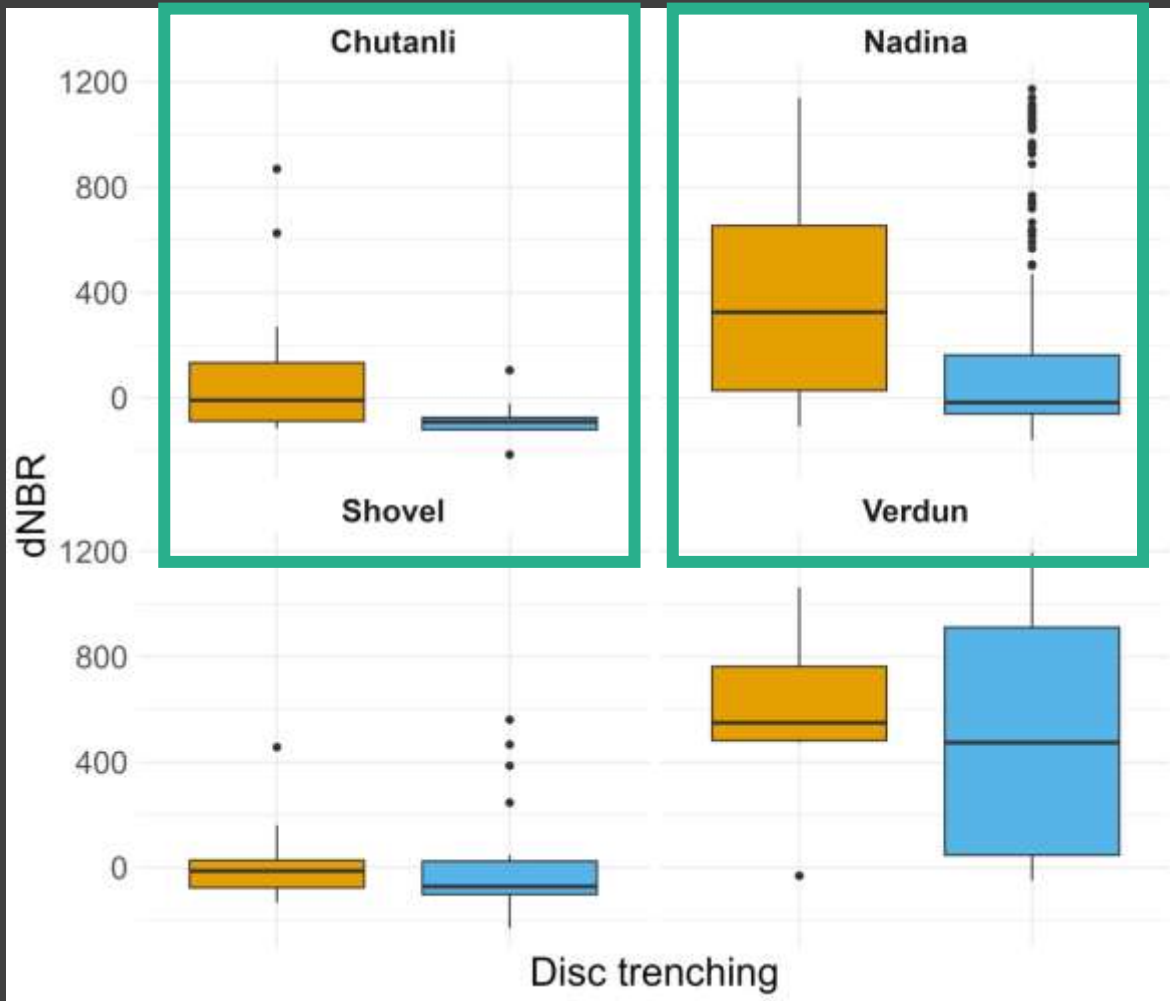 Chutanli
Nadina
1200
800
400
0
Shovel
Verdun
1200
800
400
0
dNBR
Disc trenching